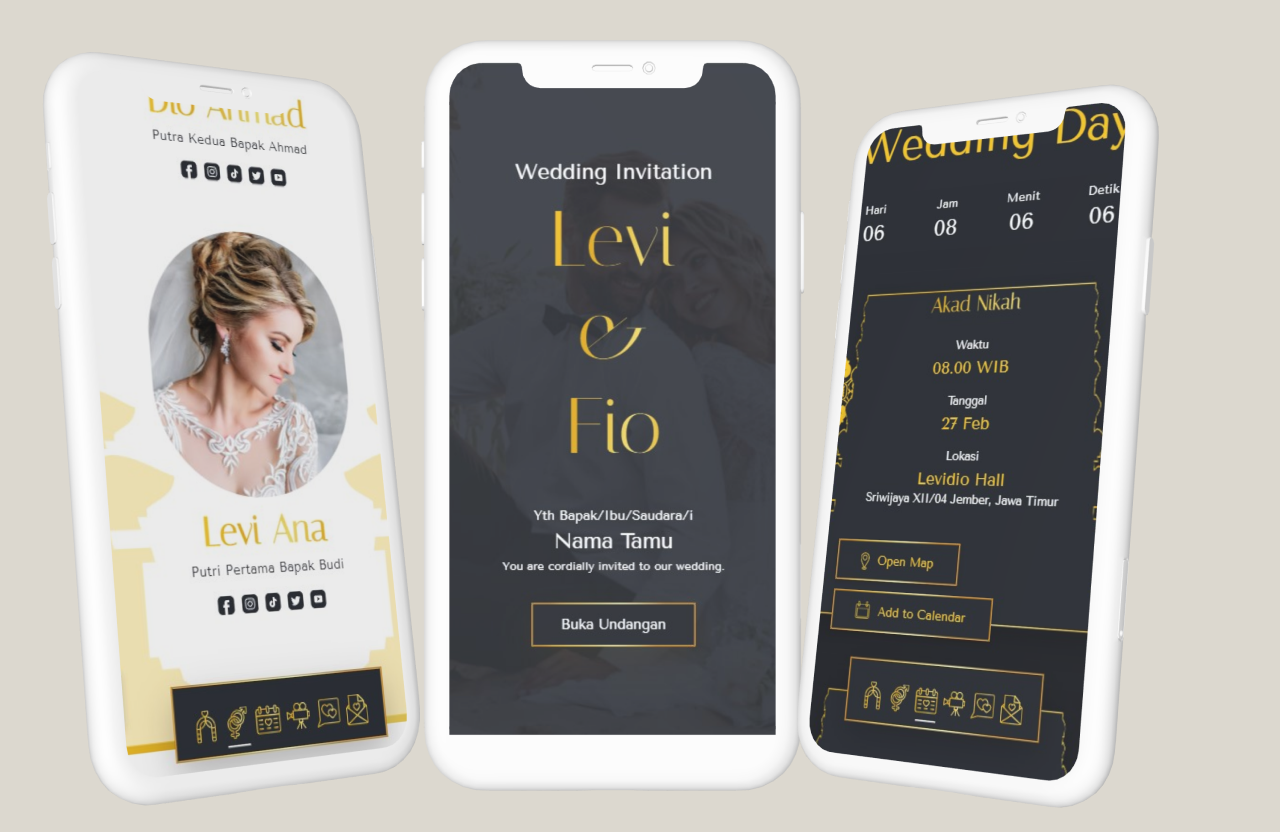 Dio Ahmad
Putra Kedua Bapak Ahmad
Levi Ana
Putri Pertama Bapak Budi
Wedding Invitation
Levi
&
Fio
Yth Bapak/Ibu/Saudara/i
Nama Tamu
You are cordially invited to our wedding.
Buka Undangan
Wedding Day
Hari Jam Menit Detik
06 08 06 06
Akad Nikah
Waktu
08.00 WIB
Tanggal
27 Feb
Lokasi
Levidio Hall
Sriwijaya XII/04 Jember, Jawa Timur
Open Map
Add to Calendar